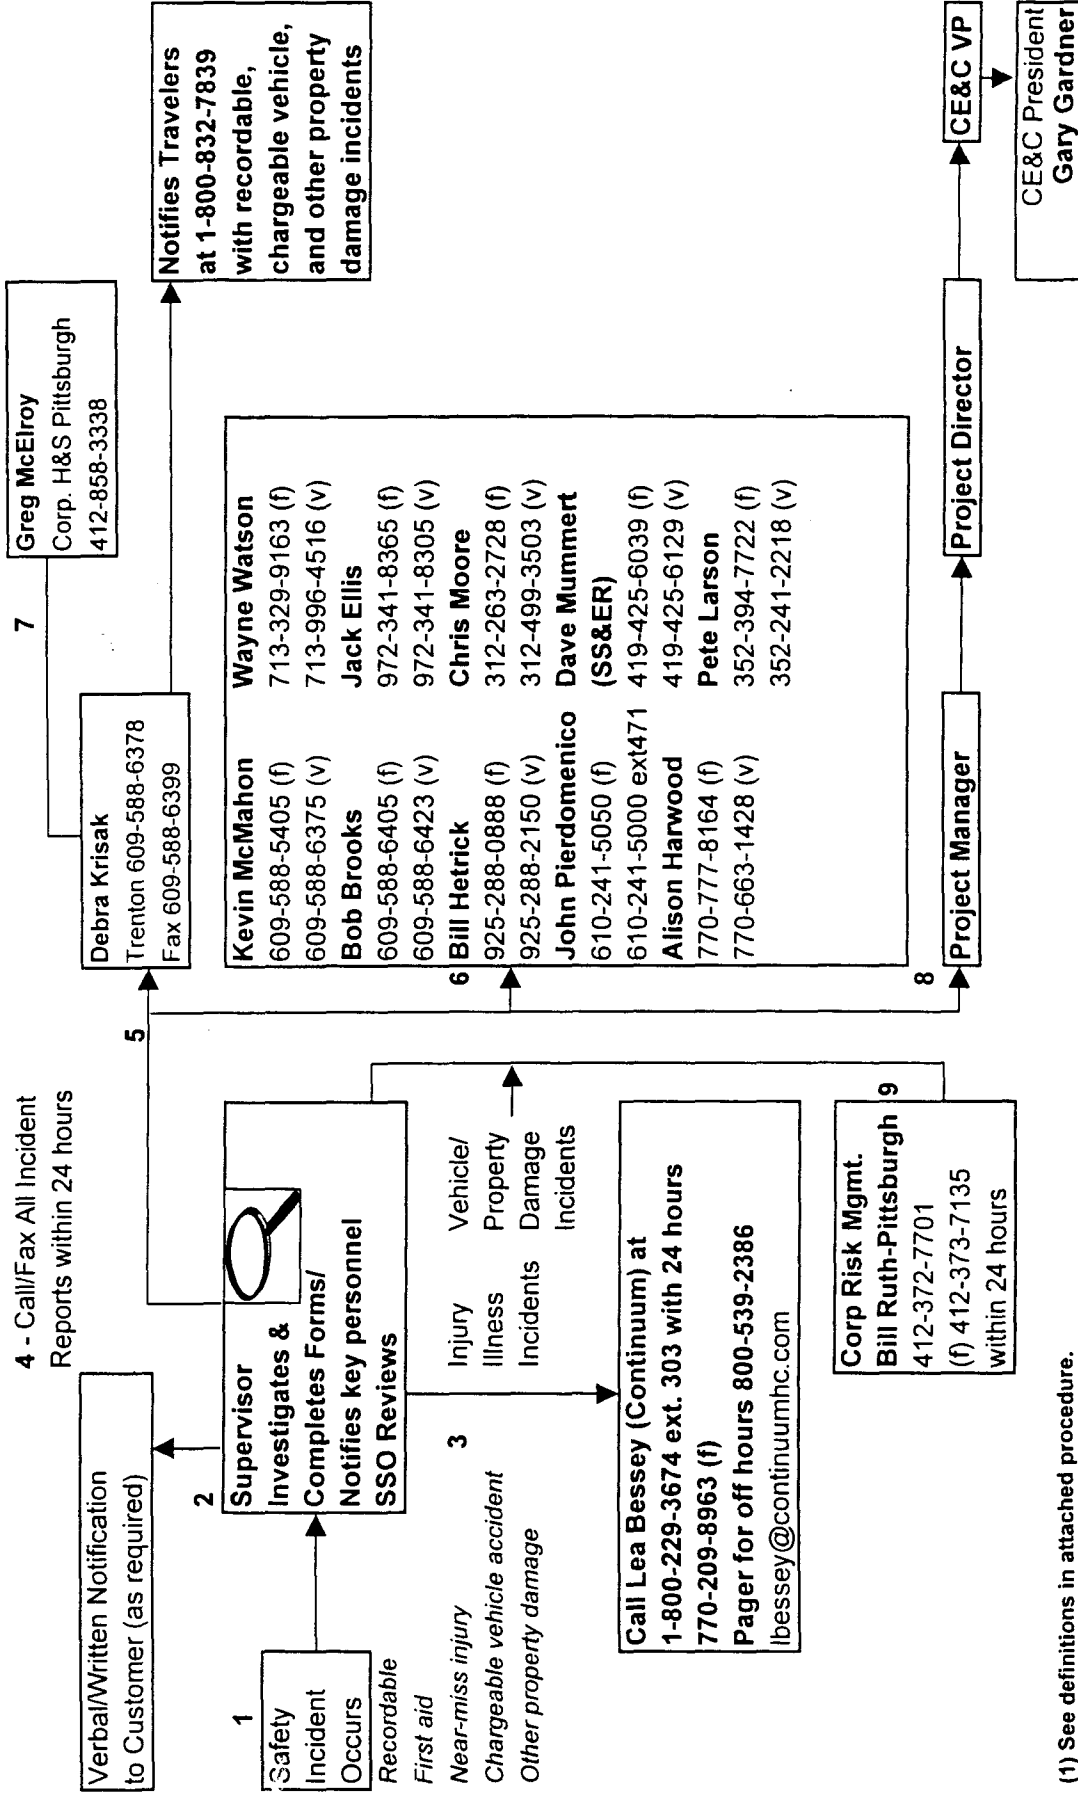 4 - Call/Fax All Incident
Reports within 24 hours
Verbal/Written Notification
to Customer (as required)
1
Safety
Incident
Occurs
Recordable
First aid
Near-miss injury
Chargeable vehicle accident
Other property damage
2
Supervisor
Investigates &
Completes Forms/
Notifies key personnel
SSO Reviews
3
Injury
Illness
Incidents
Vehicle/
Property
Damage
Incidents
Call Lea Bessey (Continuum) at
1-800-229-3674 ext. 303 with 24 hours
770-209-8963 (f)
Pager for off hours 800-539-2386
lbessey@continuumhc.com
Corp Risk Mgmt.
Bill Ruth-Pittsburgh
412-372-7701
(f) 412-373-7135
within 24 hours
9
5
Debra Krisak
Trenton 609-588-6378
Fax 609-588-6399
7
Greg McElroy
Corp. H&S Pittsburgh
412-858-3338
Notifies Travelers
at 1-800-832-7839
with recordable,
chargeable vehicle,
and other property
damage incidents
6
Kevin McMahon
609-588-5405 (f)
609-588-6375 (v)
Bob Brooks
609-588-6405 (f)
609-588-6423 (v)
Bill Hetrick
925-288-0888 (f)
925-288-2150 (v)
John Pierdomenico
610-241-5050 (f)
610-241-5000 ext471
Alison Harwood
770-777-8164 (f)
770-663-1428 (v)
Wayne Watson
713-329-9163 (f)
713-996-4516 (v)
Jack Ellis
972-341-8365 (f)
972-341-8305 (v)
Chris Moore
312-263-2728 (f)
312-499-3503 (v)
Dave Mummert
(SS&ER)
419-425-6039 (f)
419-425-6129 (v)
Pete Larson
352-394-7722 (f)
352-241-2218 (v)
8
Project Manager
Project Director
CE&C VP
CE&C President
Gary Gardner
(1) See definitions in attached procedure.